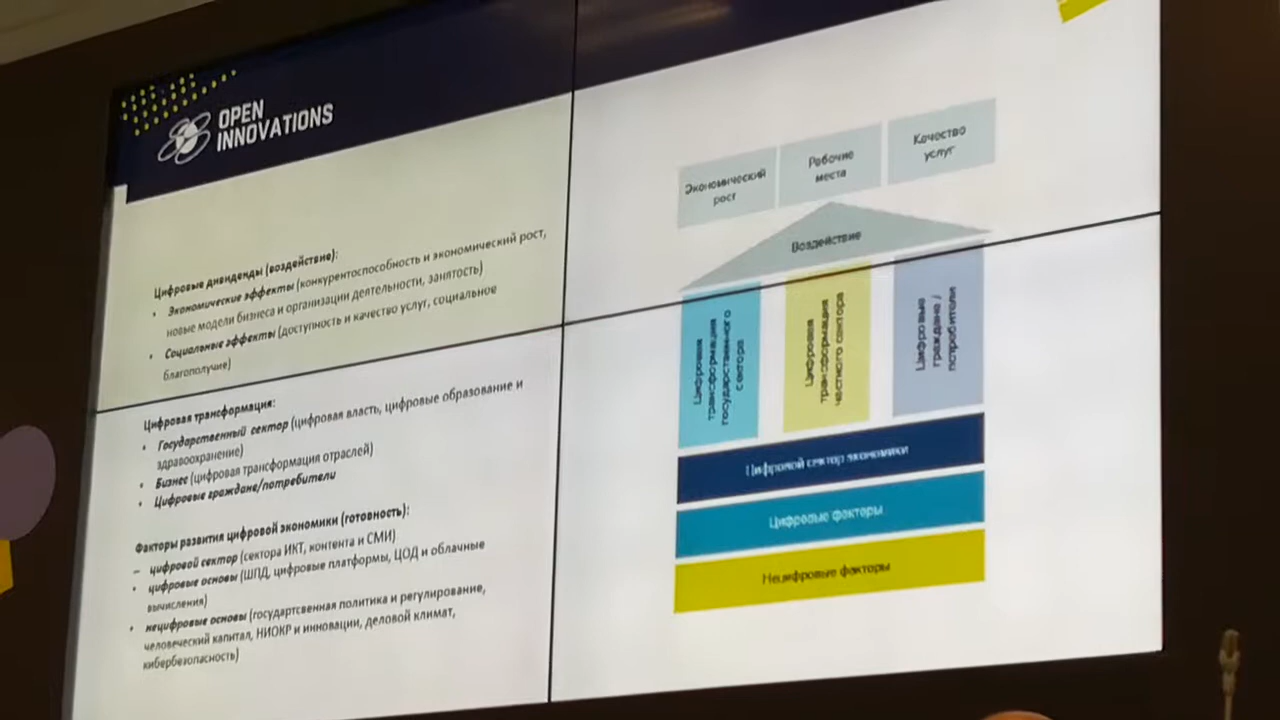 OPEN
INNOVATIONS
Цифровые дивиденды (воздействие):
• Экономические эффекты (конкурентоспособность и экономический рост,
новые модели бизнеса и организации деятельности, занятость)
• Социальные эффекты (доступность и качество услуг, социальное
благополучие)
Цифровая трансформация:
• Государственный сектор (цифровая власть, цифровые образование и
здравоохранение)
• Бизнес (цифровая трансформация отраслей)
• Цифровые граждане/потребители
Факторы развития цифровой экономики (готовность):
– цифровой сектор (сектора ИКТ, контента и СМИ)
• цифровые основы (ШПД, цифровые платформы, ЦОД и облачные
вычисления)
• нецифровые основы (государтсвенная политика и регулирование,
человеческий капитал, НИОКР и инновации, деловой климат,
кибербезопасность)
Экономический
рост
Рабочие
места
Качество
услуг
Воздействие
Цифровая
трансформация
государственного
сектора
Цифровая
трансформация
частного сектора
Цифровые
граждане /
потребители
Цифровой сектор экономики
Цифровые факторы
Нецифровые факторы